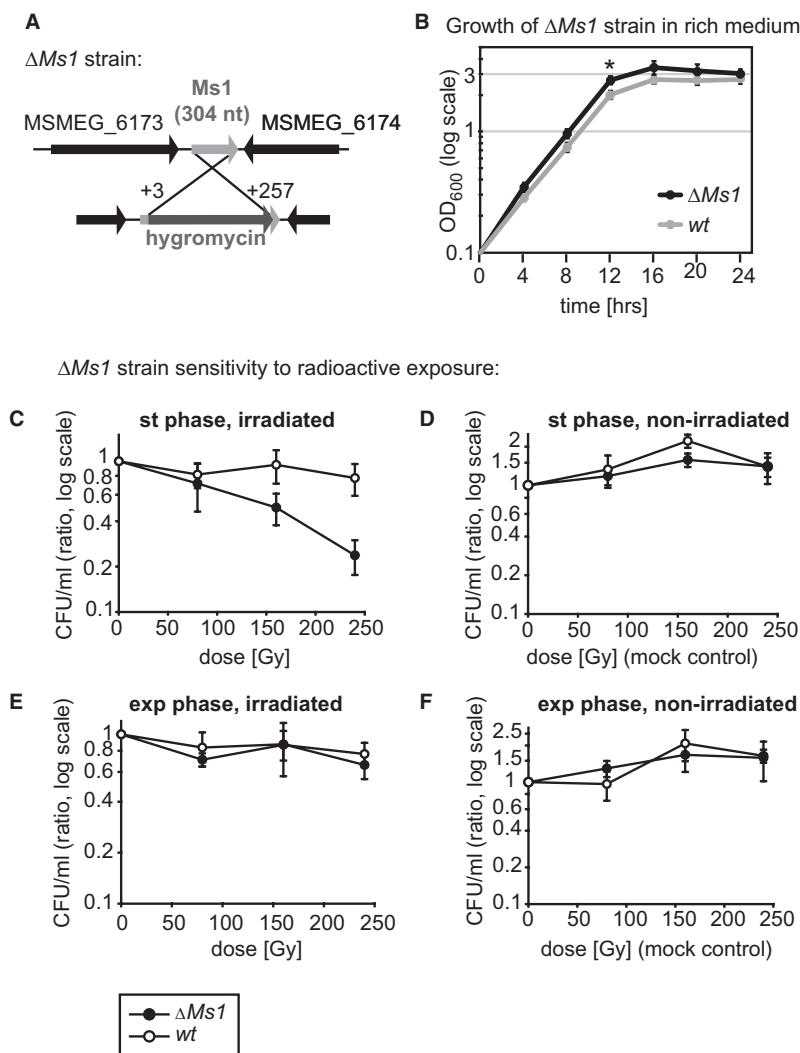 A
ΔMs1 strain:
Ms1
(304 nt)
MSMEG_6173
MSMEG_6174
+3
+257
hygromycin
B Growth of ΔMs1 strain in rich medium
OD600 (log scale)
3
1
0.1
*
ΔMs1
wt
0 4 8 12 16 20 24
time [hrs]
ΔMs1 strain sensitivity to radioactive exposure:
C st phase, irradiated
CFU/ml (ratio, log scale)
1
0.8
0.6
0.4
0.2
0.1
0 50 100 150 200 250
dose [Gy]
D st phase, non-irradiated
CFU/ml (ratio, log scale)
2
1.5
1
0.6
0.4
0.2
0.1
0 50 100 150 200 250
dose [Gy] (mock control)
E exp phase, irradiated
CFU/ml (ratio, log scale)
1
0.8
0.6
0.4
0.2
0.1
0 50 100 150 200 250
dose [Gy]
F exp phase, non-irradiated
CFU/ml (ratio, log scale)
2.5
1.5
1
0.6
0.4
0.2
0.1
0 50 100 150 200 250
dose [Gy] (mock control)
ΔMs1
wt